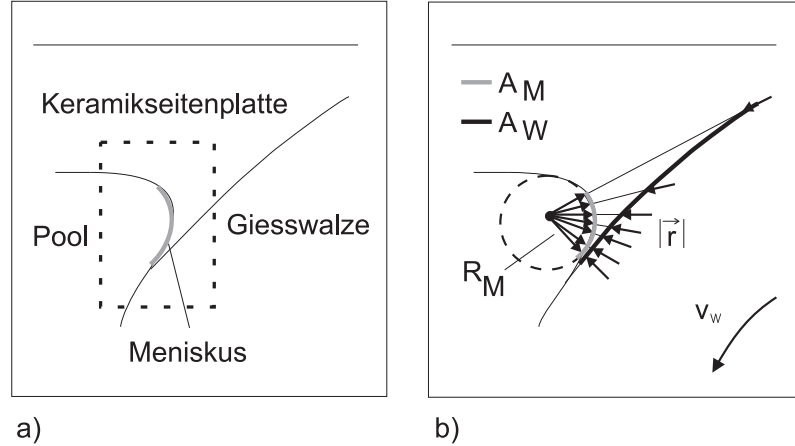 Keramikseitenplatte
Pool
Giesswalze
Meniskus
a)
A M
A W
|r⃗|
R M
v w
b)